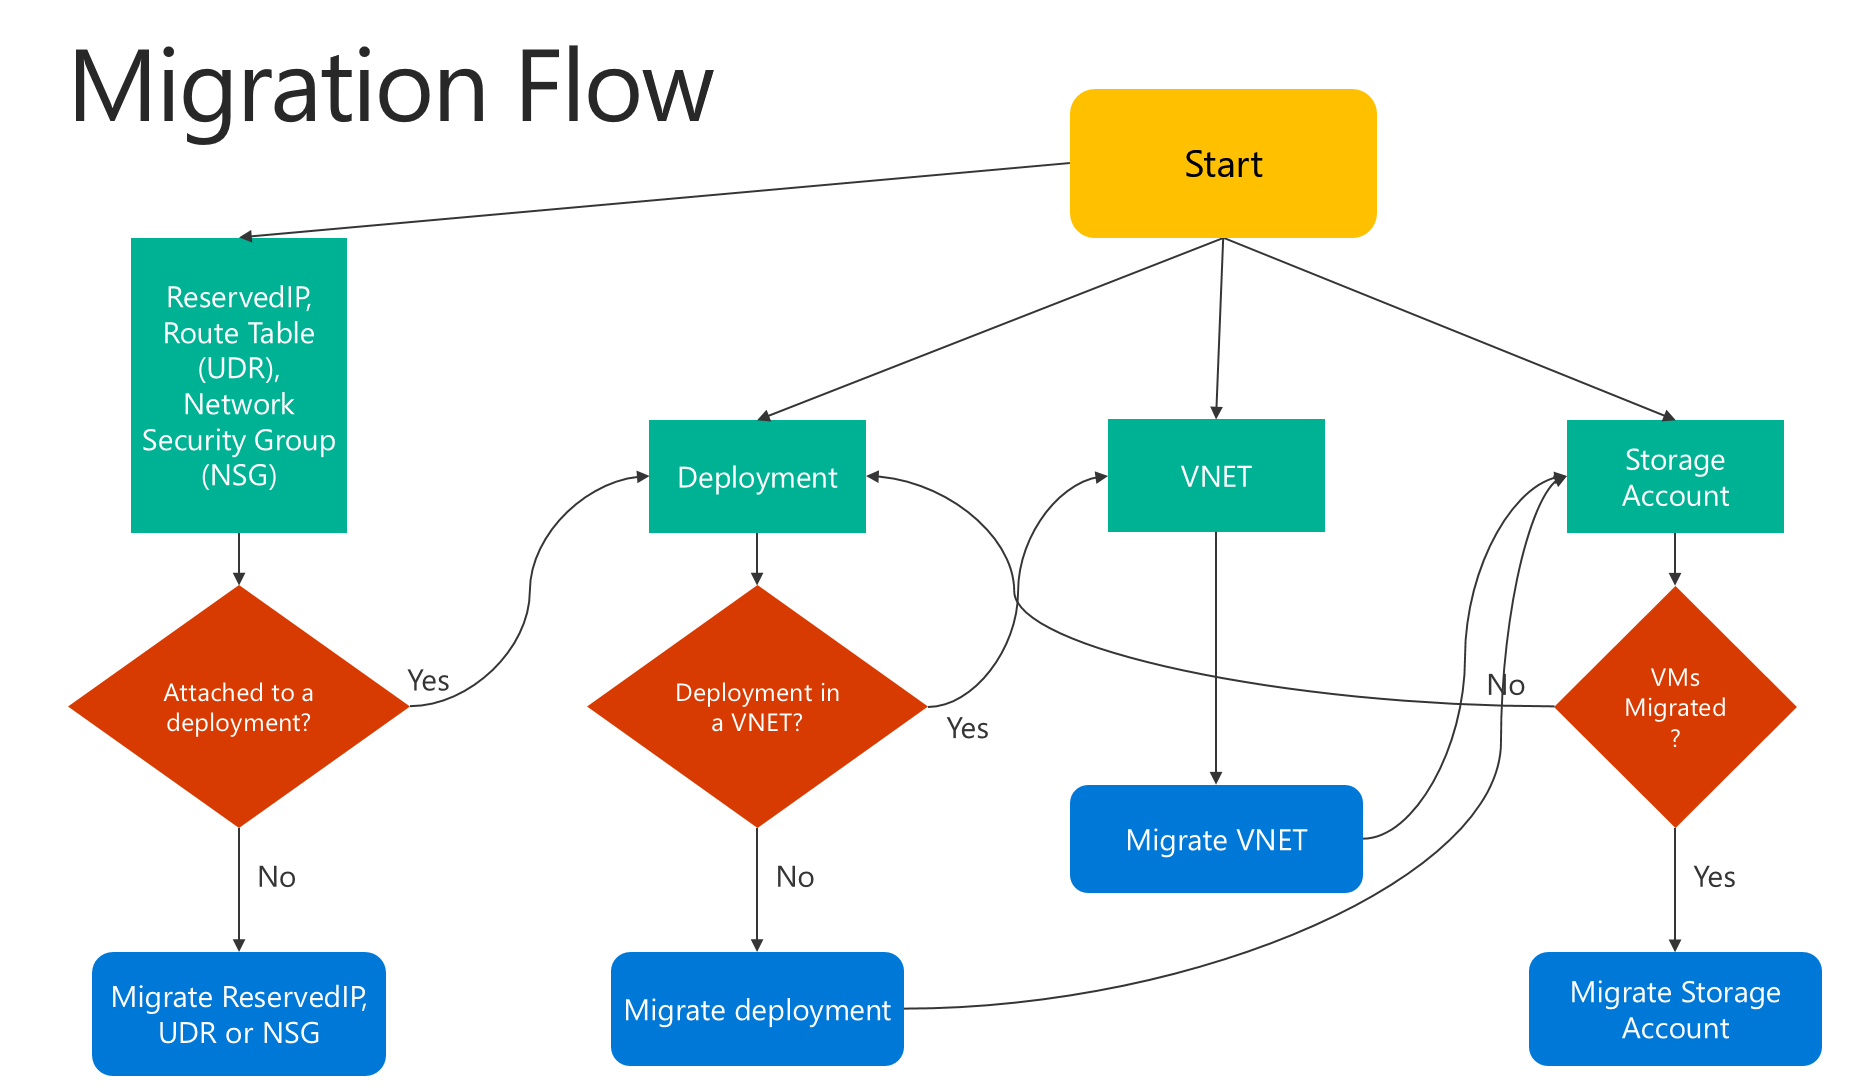 Migration Flow
Start
ReservedIP,
Route Table
(UDR),
Network
Security Group
(NSG)
Deployment
VNET
Storage
Account
Attached to a
deployment?
Yes
Deployment in
a VNET?
Yes
No
VMs
Migrated
?
No
No
Migrate VNET
Yes
Migrate ReservedIP,
UDR or NSG
Migrate deployment
Migrate Storage
Account